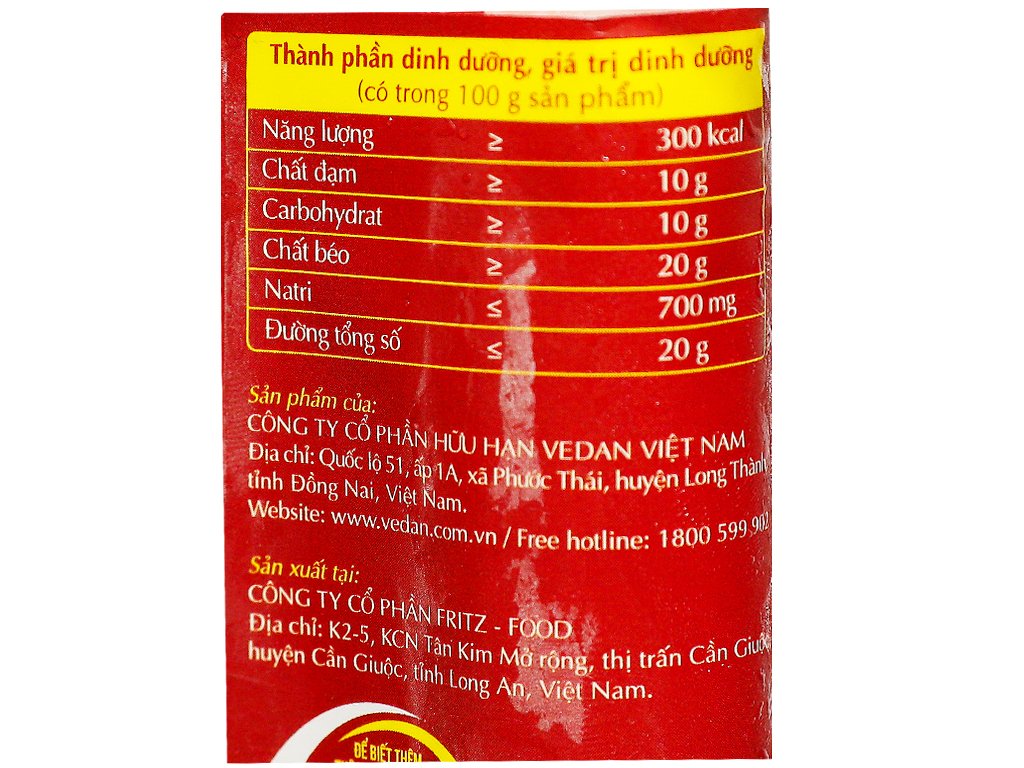 Thành phần dinh dưỡng, giá trị dinh dưỡng
(có trong 100 g sản phẩm)
Năng lượng ≥ 300 kcal
Chất đạm ≥ 10 g
Carbohydrat ≥ 10 g
Chất béo ≥ 20 g
Natri ≤ 700 mg
Đường tổng số ≤ 20 g
Sản phẩm của:
CÔNG TY CỔ PHẦN HỮU HẠN VEDAN VIỆT NAM
Địa chỉ: Quốc lộ 51, ấp 1A, xã Phước Thái, huyện Long Thành,
tỉnh Đồng Nai, Việt Nam.
Website: www.vedan.com.vn / Free hotline: 1800 599 902
Sản xuất tại:
CÔNG TY CỔ PHẦN FRITZ - FOOD
Địa chỉ: K2-5, KCN Tân Kim Mở rộng, thị trấn Cần Giuộc,
huyện Cần Giuộc, tỉnh Long An, Việt Nam.
ĐỂ BIẾT THÊM